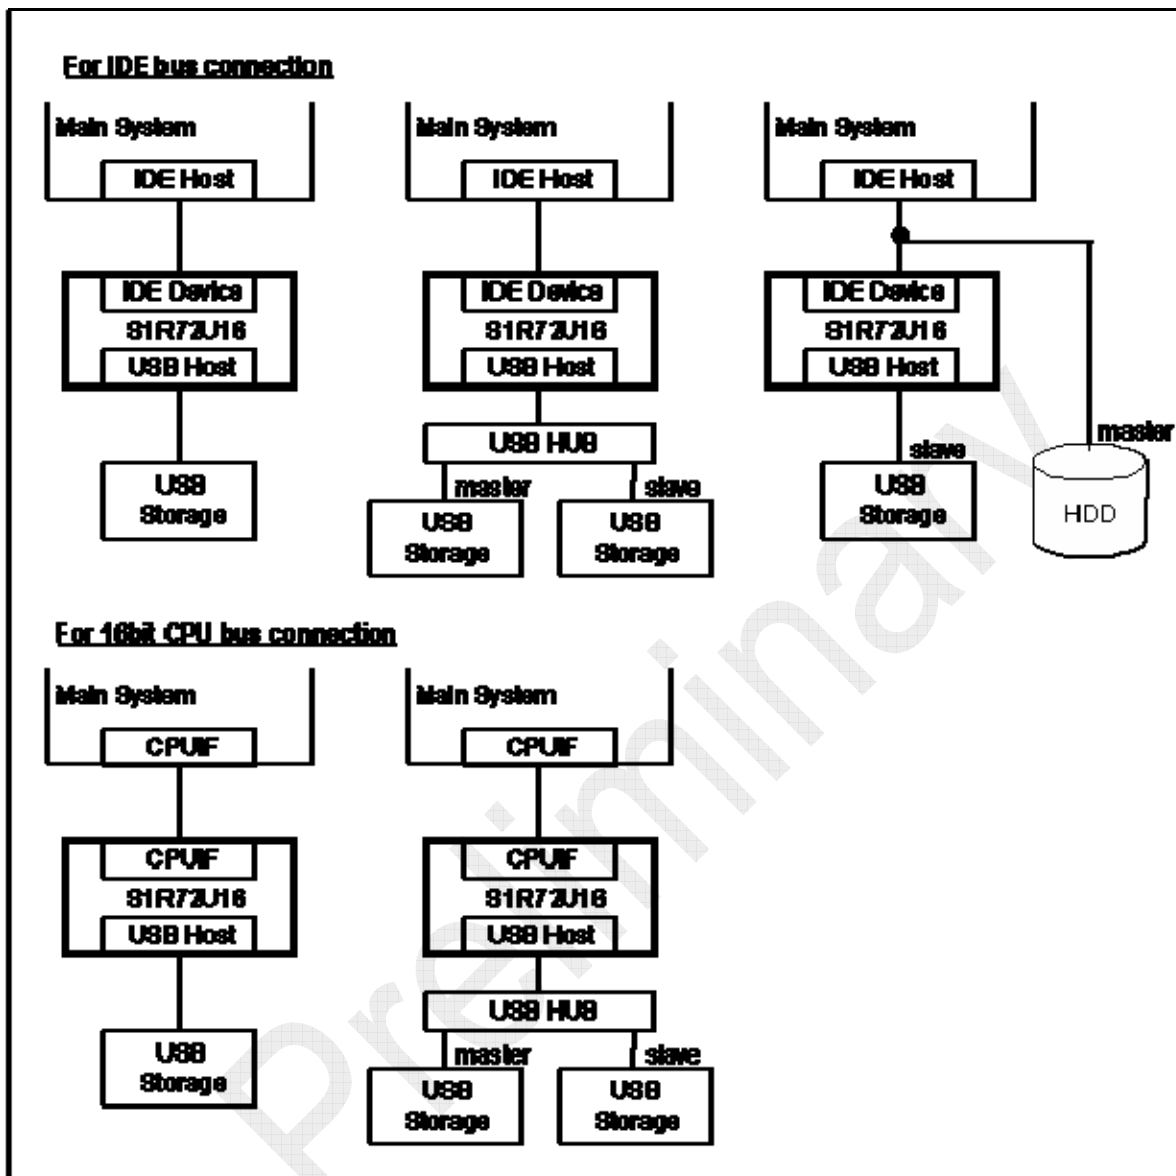 For IDE bus connection
Main System
IDE Host
IDE Device
S1R72U16
USB Host
USB
Storage
Main System
IDE Host
IDE Device
S1R72U16
USB Host
USB HUB
master
slave
USB
Storage
USB
Storage
Main System
IDE Host
IDE Device
S1R72U16
USB Host
slave
USB
Storage
master
HDD
For 16bit CPU bus connection
Main System
CPUIF
CPUIF
S1R72U16
USB Host
USB
Storage
Main System
CPUIF
CPUIF
S1R72U16
USB Host
USB HUB
master
slave
USB
Storage
USB
Storage
Preliminary